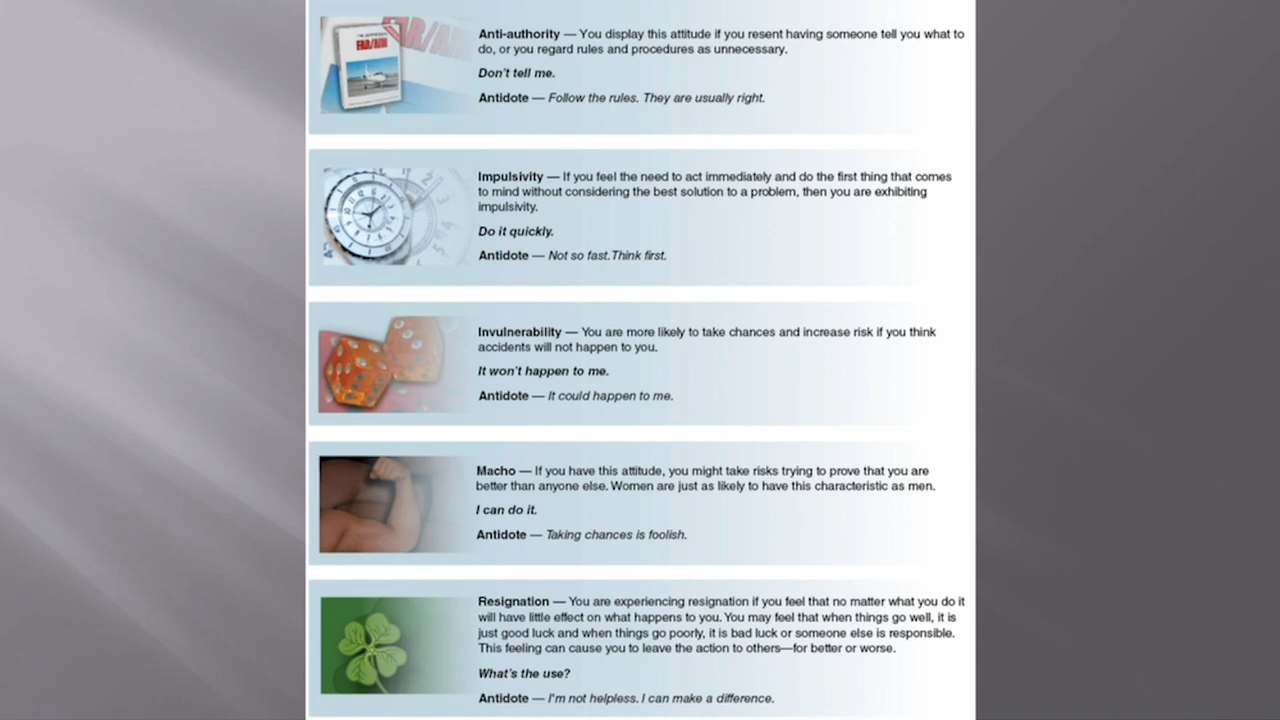 FAR/AIM
Anti-authority — You display this attitude if you resent having someone tell you what to
do, or you regard rules and procedures as unnecessary.
Don't tell me.
Antidote — Follow the rules. They are usually right.
Impulsivity — If you feel the need to act immediately and do the first thing that comes
to mind without considering the best solution to a problem, then you are exhibiting
impulsivity.
Do it quickly.
Antidote — Not so fast.Think first.
Invulnerability — You are more likely to take chances and increase risk if you think
accidents will not happen to you.
It won't happen to me.
Antidote — It could happen to me.
Macho — If you have this attitude, you might take risks trying to prove that you are
better than anyone else. Women are just as likely to have this characteristic as men.
I can do it.
Antidote — Taking chances is foolish.
Resignation — You are experiencing resignation if you feel that no matter what you do it
will have little effect on what happens to you. You may feel that when things go well, it is
just good luck and when things go poorly, it is bad luck or someone else is responsible.
This feeling can cause you to leave the action to others—for better or worse.
What's the use?
Antidote — I'm not helpless. I can make a difference.